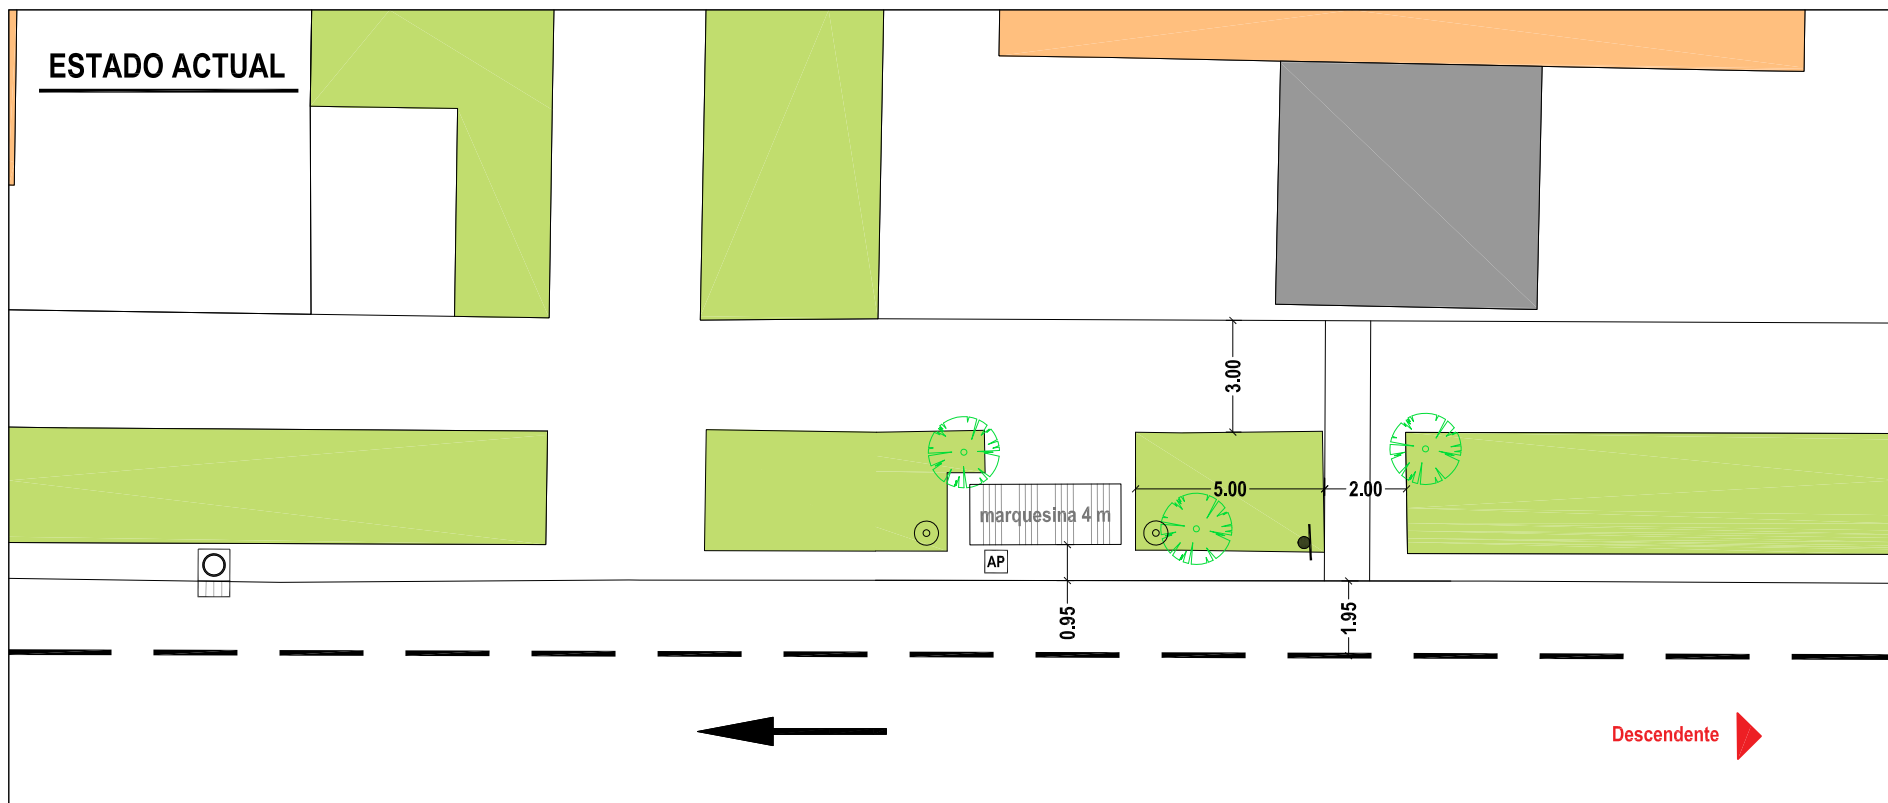 ESTADO ACTUAL
3.00
5.00
2.00
marquesina 4 m
AP
0.95
1.95
Descendente